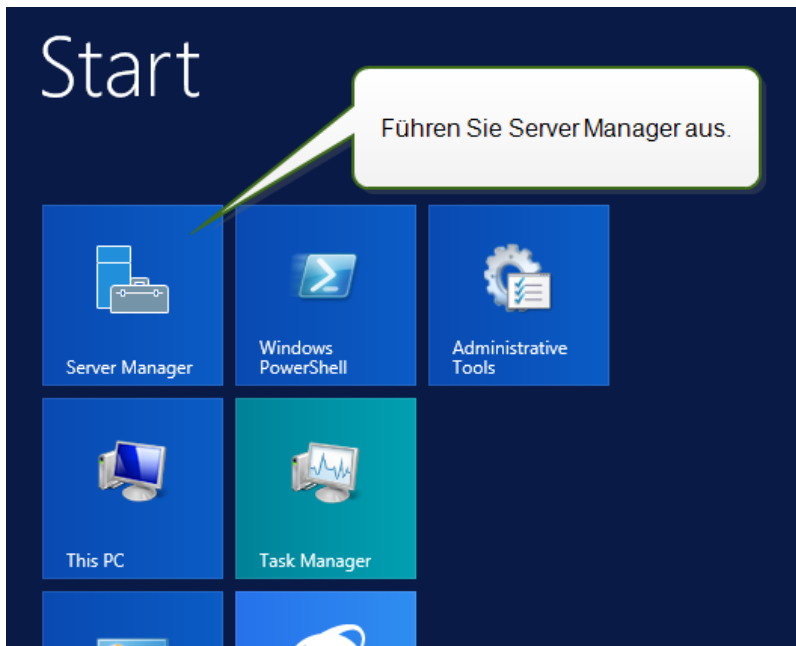 Start
Führen Sie Server Manager aus.
Server Manager
Windows
PowerShell
Administrative
Tools
This PC
Task Manager